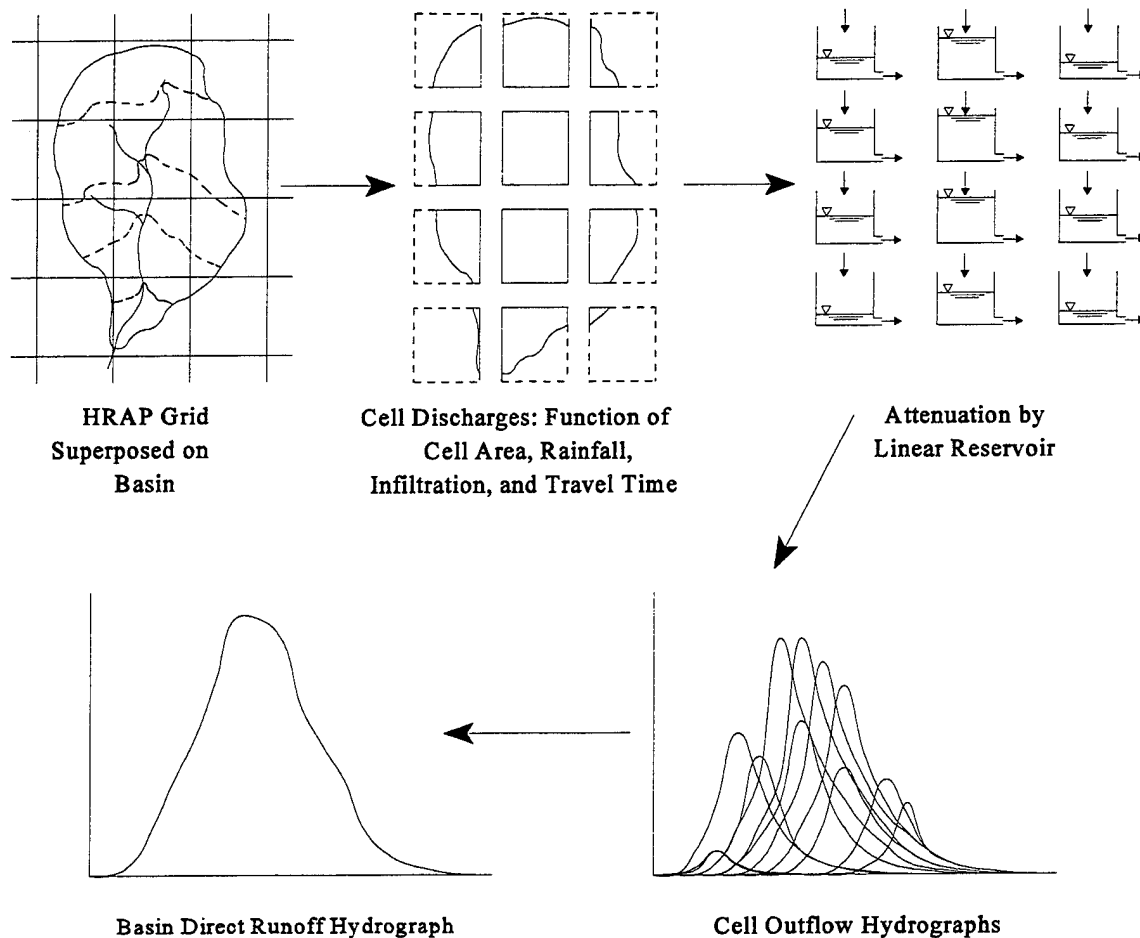 HRAP Grid
Superposed on
Basin
Cell Discharges: Function of
Cell Area, Rainfall,
Infiltration, and Travel Time
Attenuation by
Linear Reservoir
Basin Direct Runoff Hydrograph
Cell Outflow Hydrographs